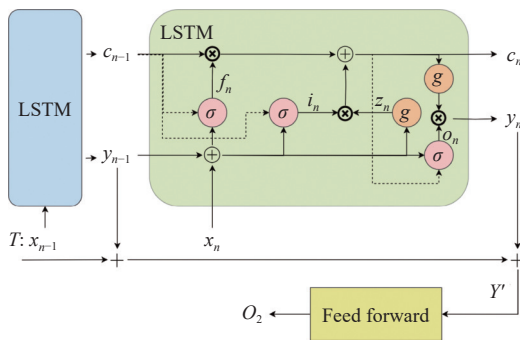 LSTM
LSTM
c_{n-1}
c_n
f_n
g
σ
σ
i_n
z_n
g
y_n
o_n
y_{n-1}
σ
T: x_{n-1}
x_n
Y′
O_2
Feed forward